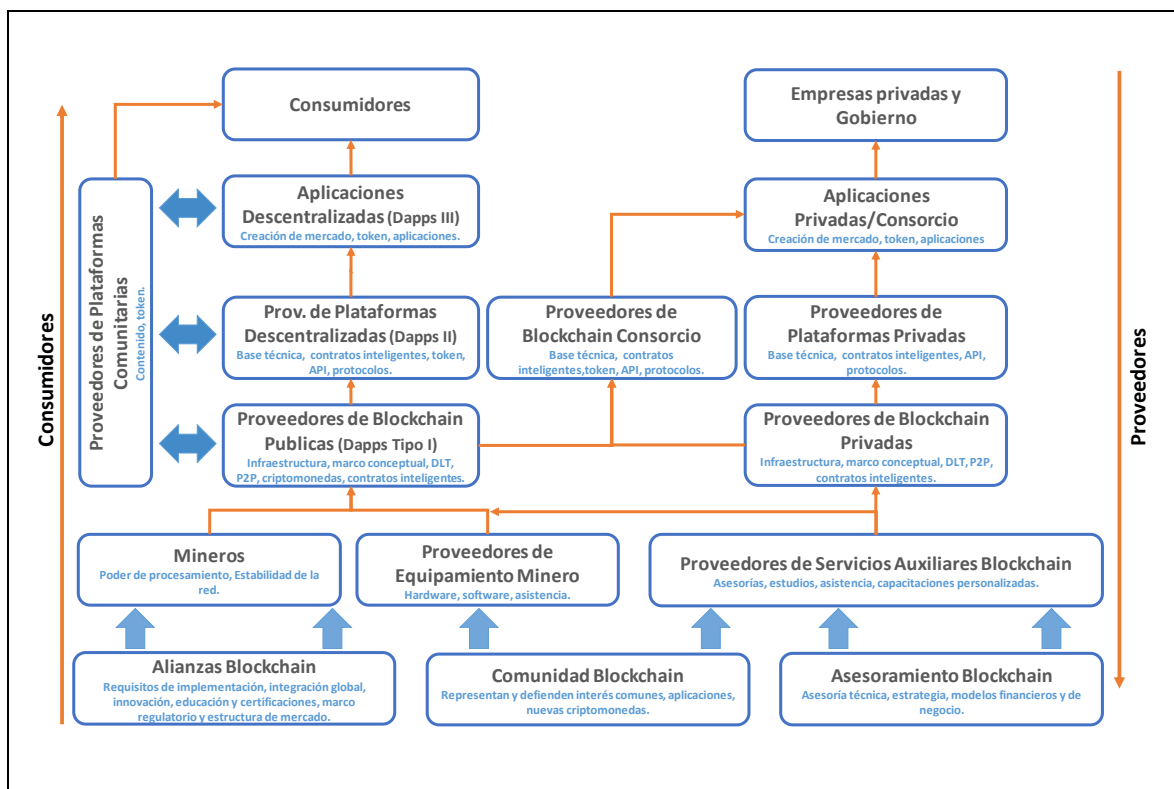 Consumidores
Empresas privadas y
Gobierno
Proveedores de Plataformas
Comunitarias
Contenido, token.
Aplicaciones
Descentralizadas (Dapps III)
Creación de mercado, token, aplicaciones.
Aplicaciones
Privadas/Consorcio
Creación de mercado, token, aplicaciones
Prov. de Plataformas
Descentralizadas (Dapps II)
Base técnica, contratos inteligentes, token,
API, protocolos.
Proveedores de
Blockchain Consorcio
Base técnica, contratos
inteligentes,token, API, protocolos.
Proveedores de
Plataformas Privadas
Base técnica, contratos inteligentes, API,
protocolos.
Consumidores
Proveedores
Proveedores de Blockchain
Publicas (Dapps Tipo I)
Infraestructura, marco conceptual, DLT,
P2P, criptomonedas, contratos inteligentes.
Proveedores de Blockchain
Privadas
Infraestructura, marco conceptual, DLT, P2P,
contratos inteligentes.
Mineros
Poder de procesamiento, Estabilidad de la
red.
Proveedores de
Equipamiento Minero
Hardware, software, asistencia.
Proveedores de Servicios Auxiliares Blockchain
Asesorías, estudios, asistencia, capacitaciones personalizadas.
Alianzas Blockchain
Requisitos de implementación, integración global,
innovación, educación y certificaciones, marco
regulatorio y estructura de mercado.
Comunidad Blockchain
Representan y defienden interés comunes, aplicaciones,
nuevas criptomonedas.
Asesoramiento Blockchain
Asesoría técnica, estrategia, modelos financieros y de
negocio.